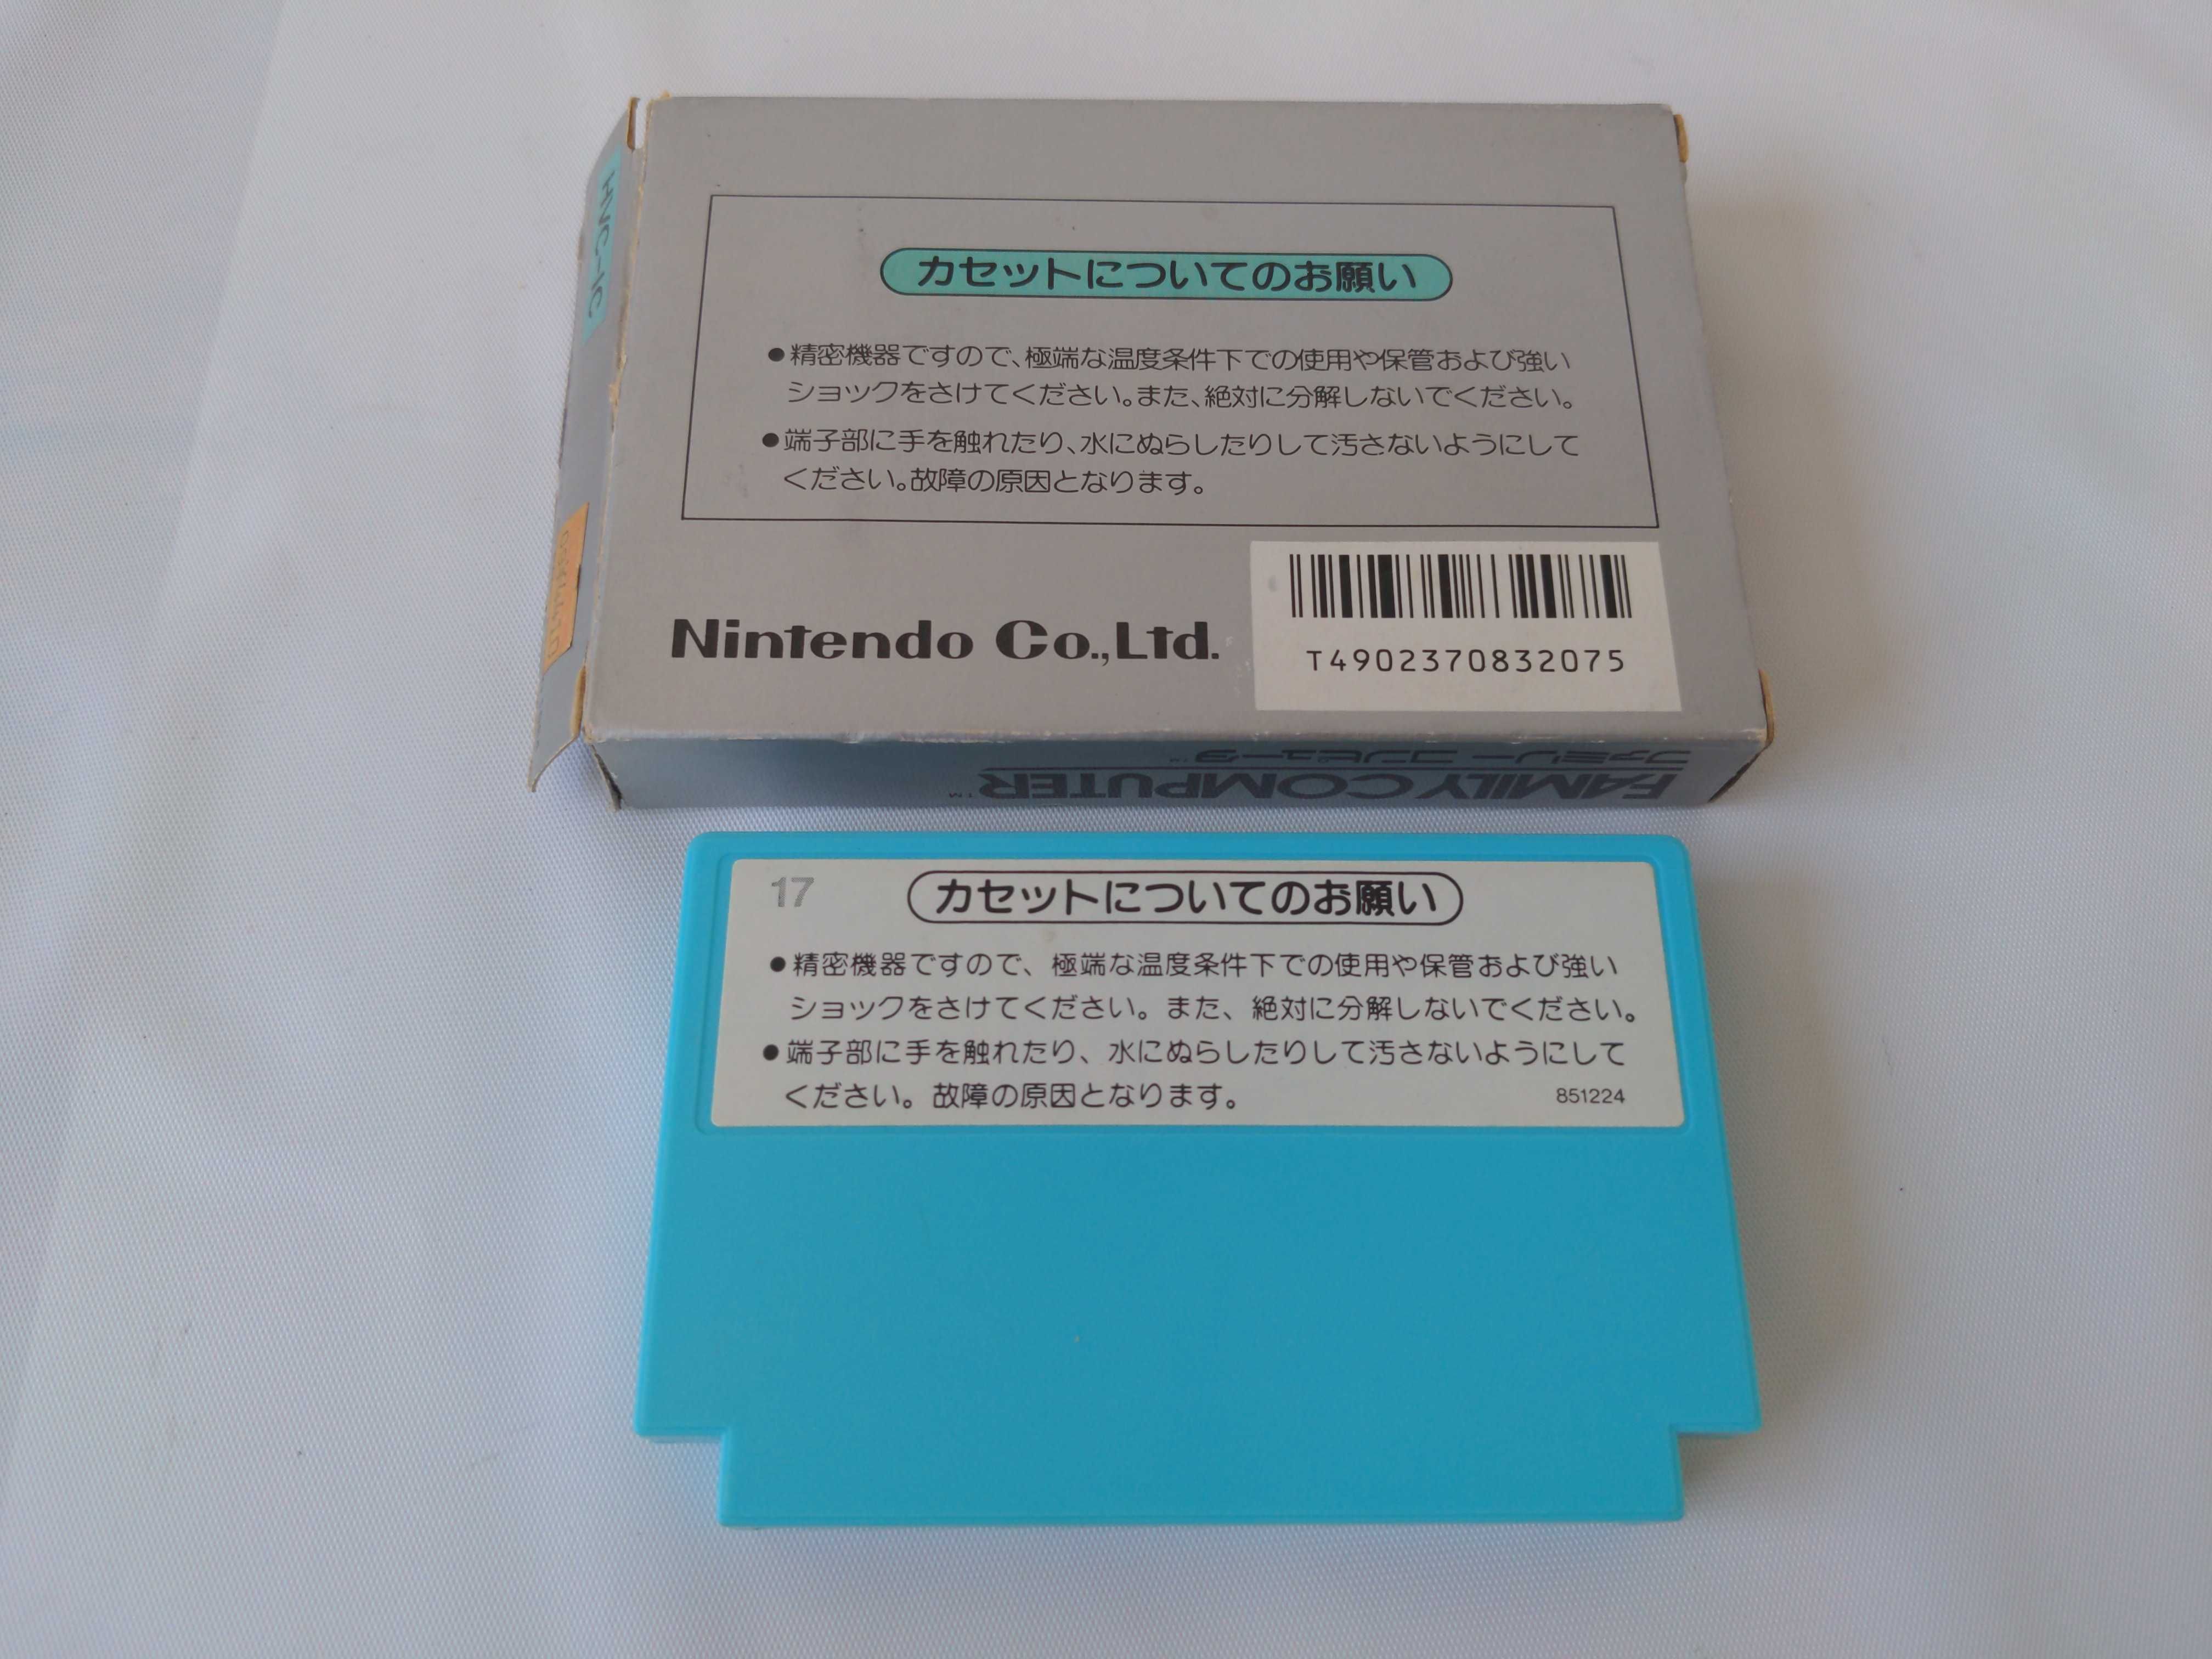 HVC-IC
カセットについてのお願い
●精密機器ですので、極端な温度条件下での使用や保管および強い
ショックをさけてください。また、絶対に分解しないでください。
●端子部に手を触れたり、水にぬらしたりして汚さないようにして
ください。故障の原因となります。
Nintendo Co.,Ltd.
T4902370832075
ファミリー コンピュータ™
FAMILY COMPUTER™
17
カセットについてのお願い
●精密機器ですので、極端な温度条件下での使用や保管および強い
ショックをさけてください。また、絶対に分解しないでください。
●端子部に手を触れたり、水にぬらしたりして汚さないようにして
ください。故障の原因となります。
851224